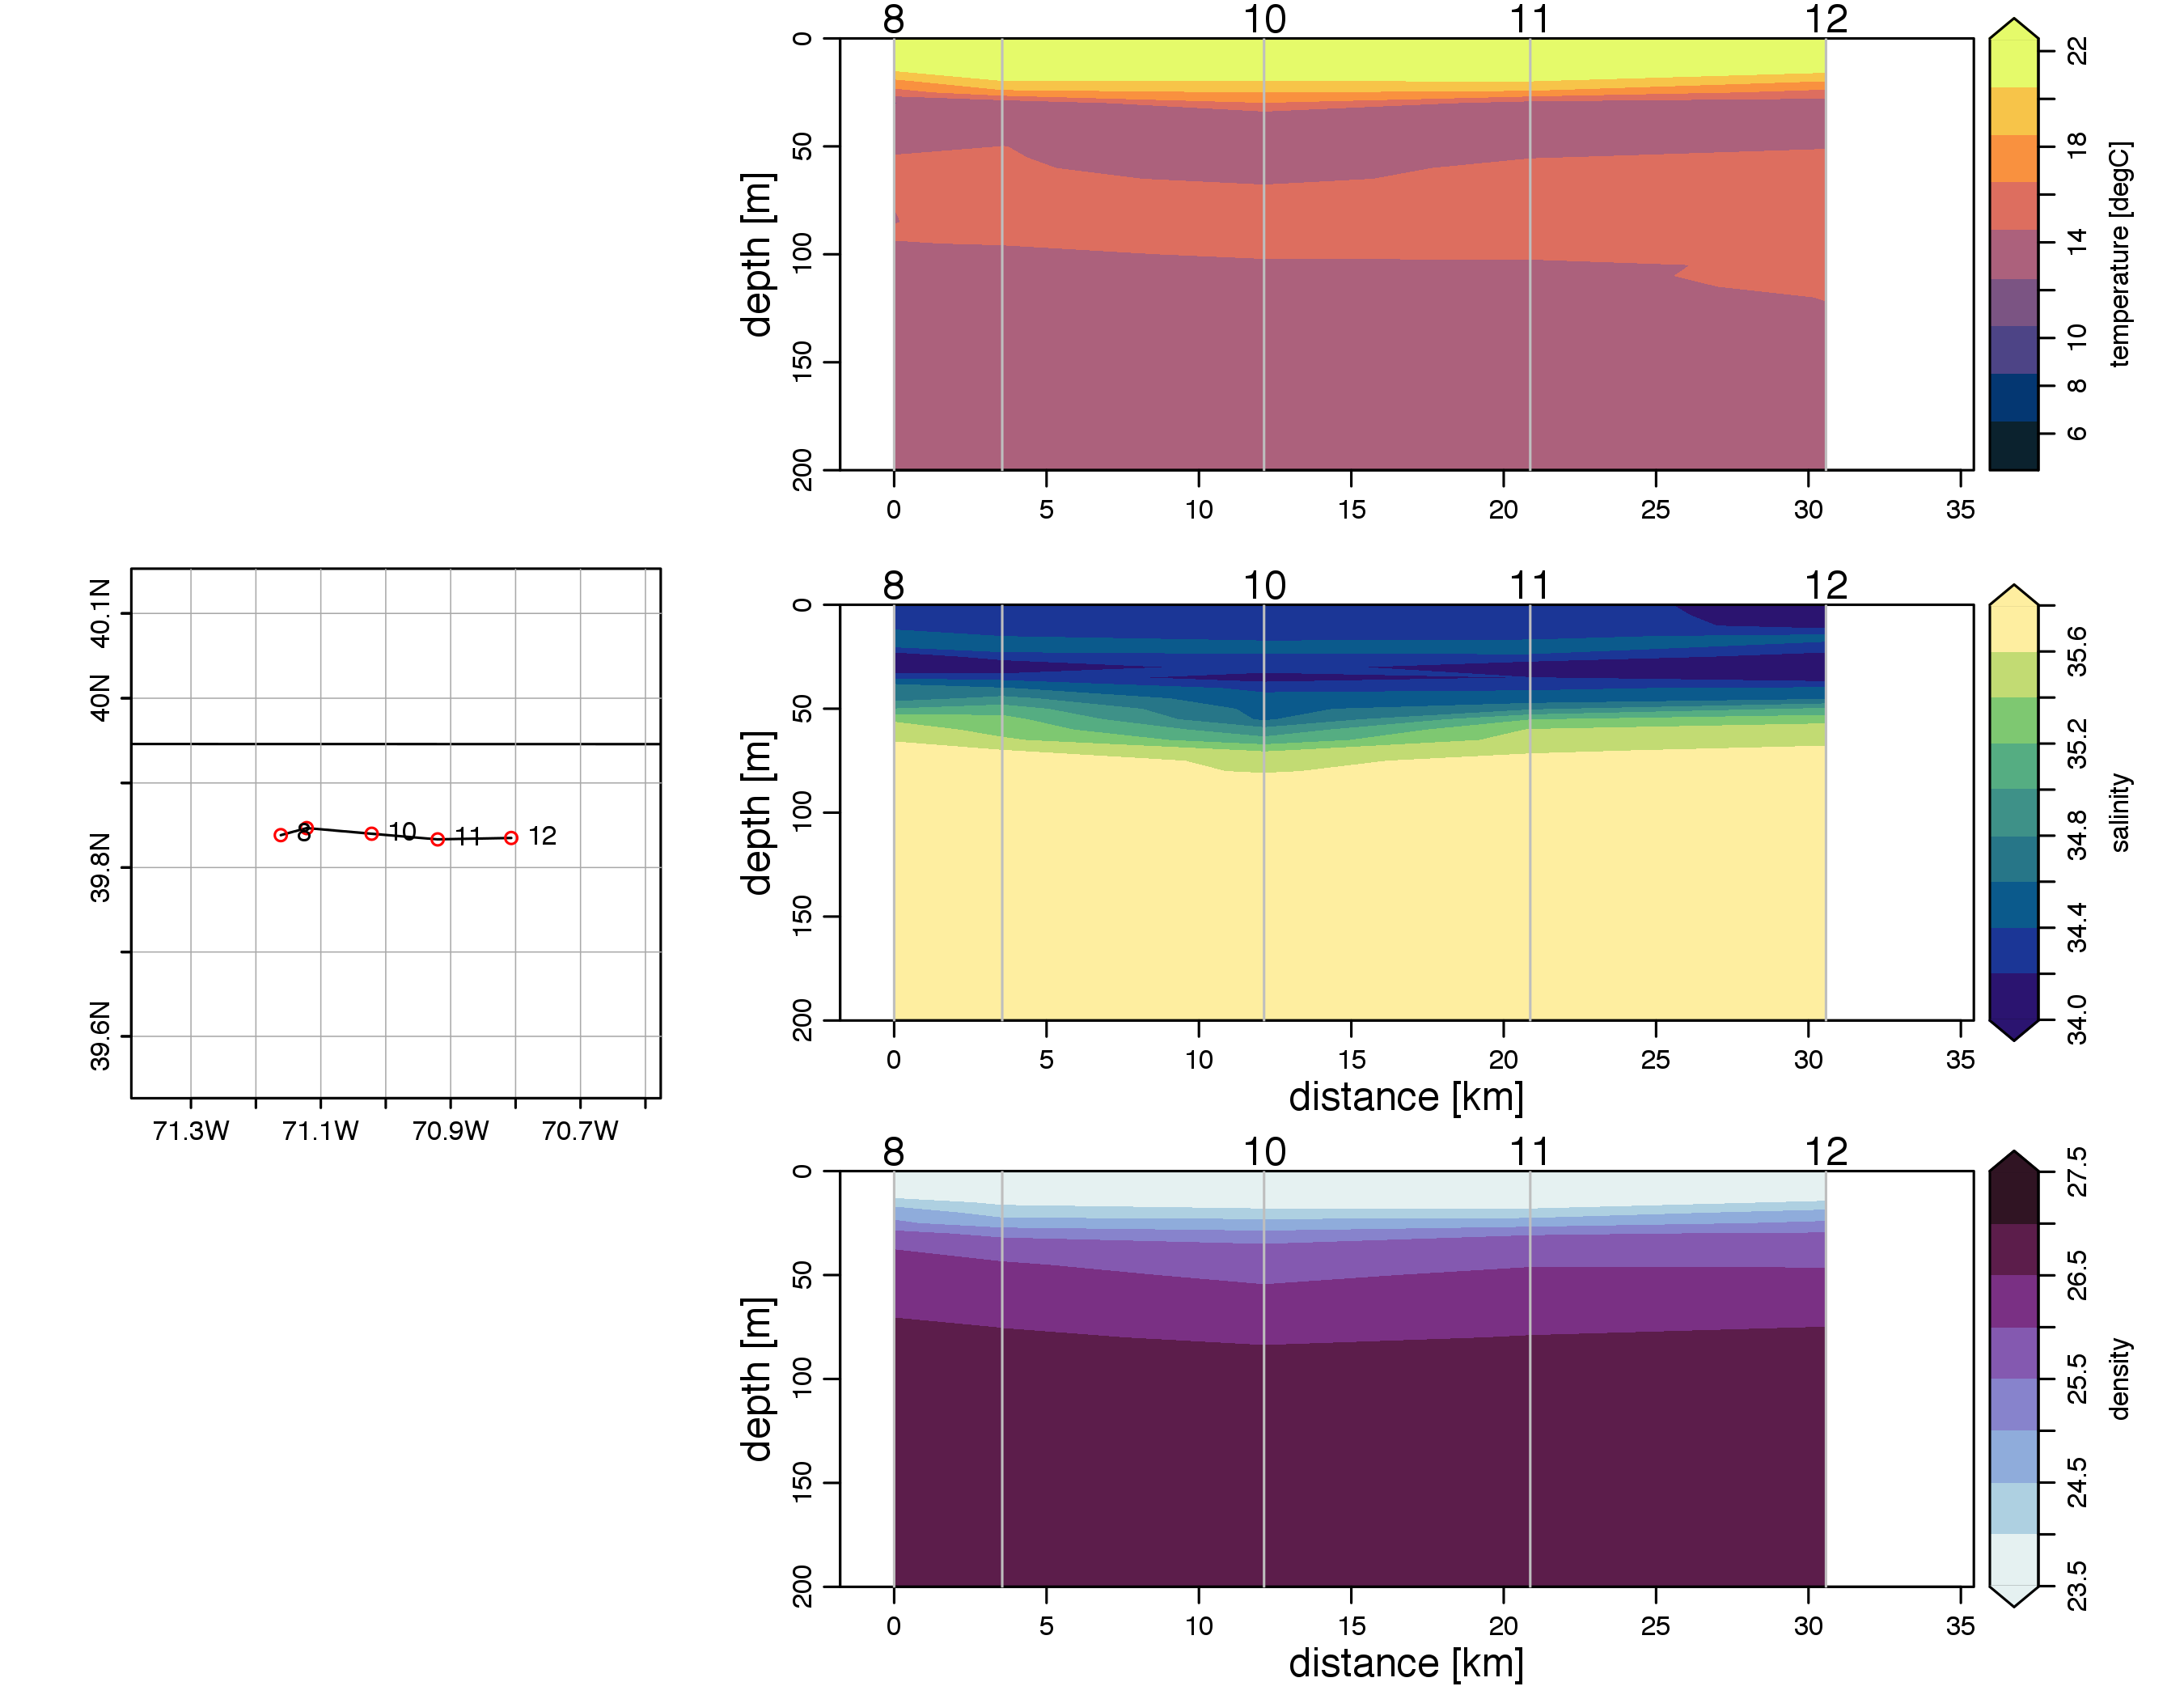 8 10 11 12
0
50
100
150
200
depth [m]
0 5 10 15 20 25 30 35
22
18
14
10
8
6
temperature [degC]
40.1N
40N
39.8N
39.6N
71.3W 71.1W 70.9W 70.7W
8 10 11 12
8 10 11 12
0
50
100
150
200
depth [m]
0 5 10 15 20 25 30 35
distance [km]
35.6
35.2
34.8
34.4
34.0
salinity
8 10 11 12
0
50
100
150
200
depth [m]
0 5 10 15 20 25 30 35
distance [km]
27.5
26.5
25.5
24.5
23.5
density